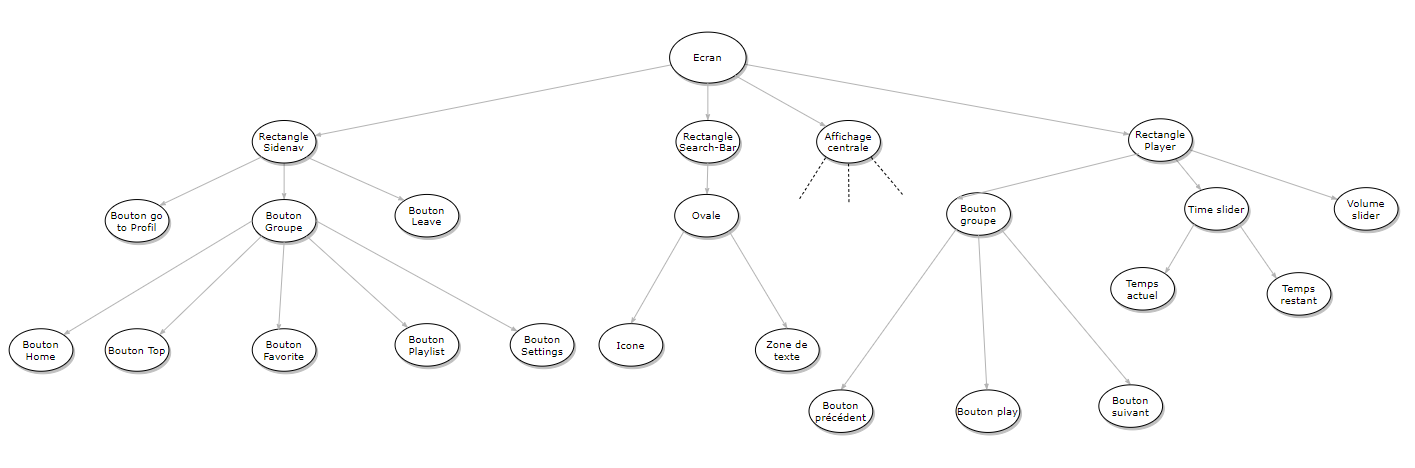 Ecran
Rectangle
Sidenav
Rectangle
Search-Bar
Affichage
centrale
Rectangle
Player
Bouton go
to Profil
Bouton
Groupe
Bouton
Leave
Ovale
Bouton
groupe
Time slider
Volume
slider
Temps
actuel
Temps
restant
Bouton
Home
Bouton Top
Bouton
Favorite
Bouton
Playlist
Bouton
Settings
Icone
Zone de
texte
Bouton
précédent
Bouton play
Bouton
suivant